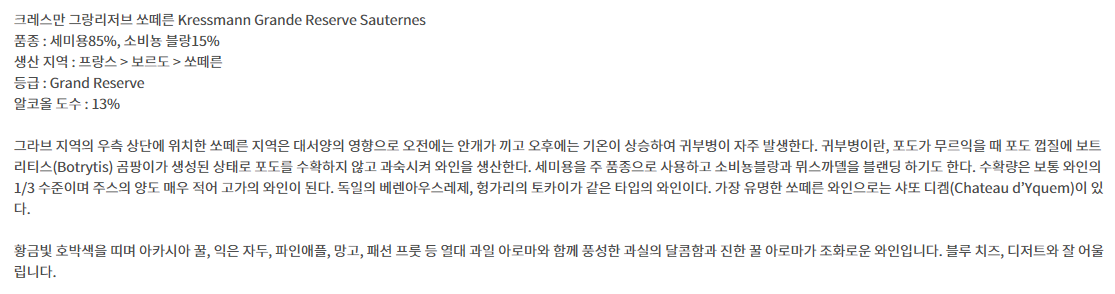 크레스만 그랑리저브 쏘떼른 Kressmann Grande Reserve Sauternes
품종 : 세미용85%, 소비뇽 블랑15%
생산 지역 : 프랑스 > 보르도 > 쏘떼른
등급 : Grand Reserve
알코올 도수 : 13%
그라브 지역의 우측 상단에 위치한 쏘떼른 지역은 대서양의 영향으로 오전에는 안개가 끼고 오후에는 기온이 상승하여 귀부병이 자주 발생한다. 귀부병이란, 포도가 무르익을 때 포도 껍질에 보트
리티스(Botrytis) 곰팡이가 생성된 상태로 포도를 수확하지 않고 과숙시켜 와인을 생산한다. 세미용을 주 품종으로 사용하고 소비뇽블랑과 뮈스까델을 블랜딩 하기도 한다. 수확량은 보통 와인의
1/3 수준이며 주스의 양도 매우 적어 고가의 와인이 된다. 독일의 베렌아우스레제, 헝가리의 토카이가 같은 타입의 와인이다. 가장 유명한 쏘떼른 와인으로는 샤또 디켐(Chateau d’Yquem)이 있
다.
황금빛 호박색을 띠며 아카시아 꿀, 익은 자두, 파인애플, 망고, 패션 프룻 등 열대 과일 아로마와 함께 풍성한 과실의 달콤함과 진한 꿀 아로마가 조화로운 와인입니다. 블루 치즈, 디저트와 잘 어울
립니다.